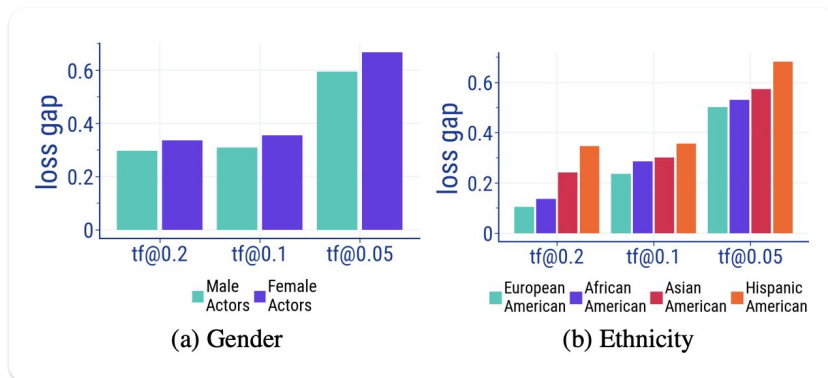 loss gap
0.6
0.4
0.2
0
tf@0.2 tf@0.1 tf@0.05
Male Actors Female Actors
(a) Gender
loss gap
0.6
0.4
0.2
0
tf@0.2 tf@0.1 tf@0.05
European American African American Asian American Hispanic American
(b) Ethnicity